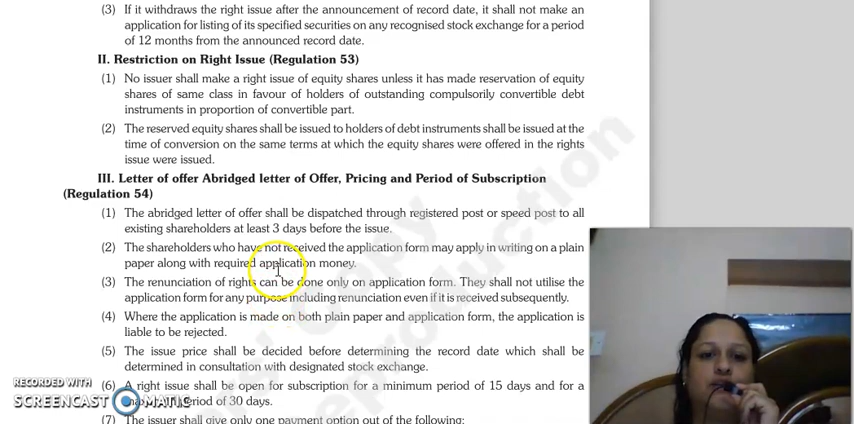 (3) If it withdraws the right issue after the announcement of record date, it shall not make an
application for listing of its specified securities on any recognised stock exchange for a period
of 12 months from the announced record date.
II. Restriction on Right Issue (Regulation 53)
(1) No issuer shall make a right issue of equity shares unless it has made reservation of equity
shares of same class in favour of holders of outstanding compulsorily convertible debt
instruments in proportion of convertible part.
(2) The reserved equity shares shall be issued to holders of debt instruments shall be issued at the
time of conversion on the same terms at which the equity shares were offered in the rights
issue were issued.
III. Letter of offer Abridged letter of Offer, Pricing and Period of Subscription
(Regulation 54)
(1) The abridged letter of offer shall be dispatched through registered post or speed post to all
existing shareholders at least 3 days before the issue.
(2) The shareholders who have not received the application form may apply in writing on a plain
paper along with required application money.
(3) The renunciation of rights can be done only on application form. They shall not utilise the
application form for any purpose including renunciation even if it is received subsequently.
(4) Where the application is made on both plain paper and application form, the application is
liable to be rejected.
(5) The issue price shall be decided before determining the record date which shall be
determined in consultation with designated stock exchange.
(6) A right issue shall be open for subscription for a minimum period of 15 days and for a
period of 30 days.
(7) The issuer shall give only one payment option out of the following:
RECORDED WITH
SCREENCAST MATIC
Copy